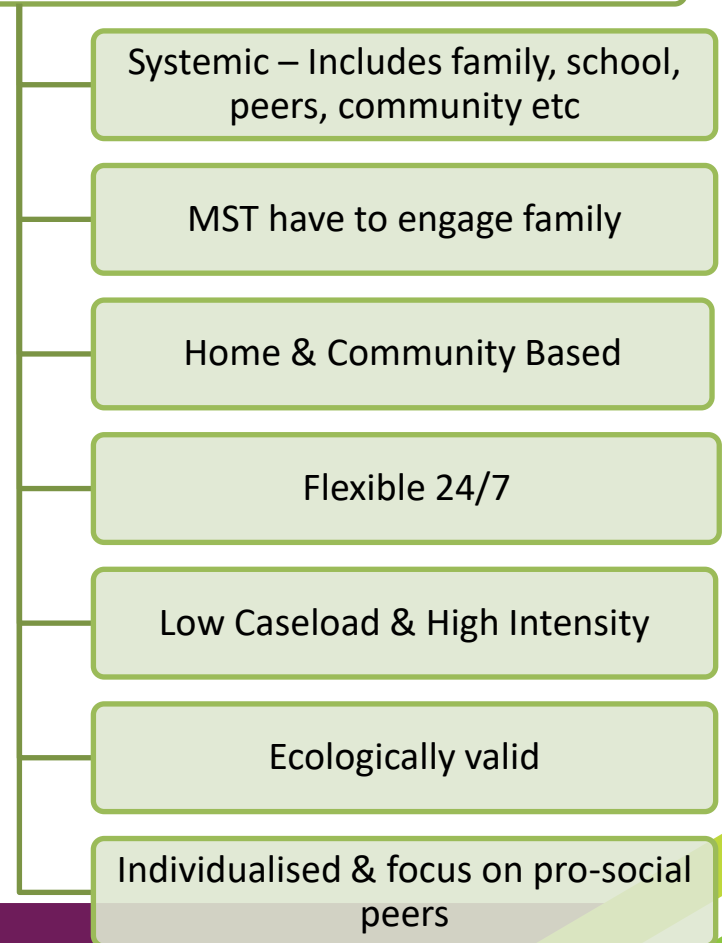 Systemic – Includes family, school,
peers, community etc
MST have to engage family
Home & Community Based
Flexible 24/7
Low Caseload & High Intensity
Ecologically valid
Individualised & focus on pro-social
peers